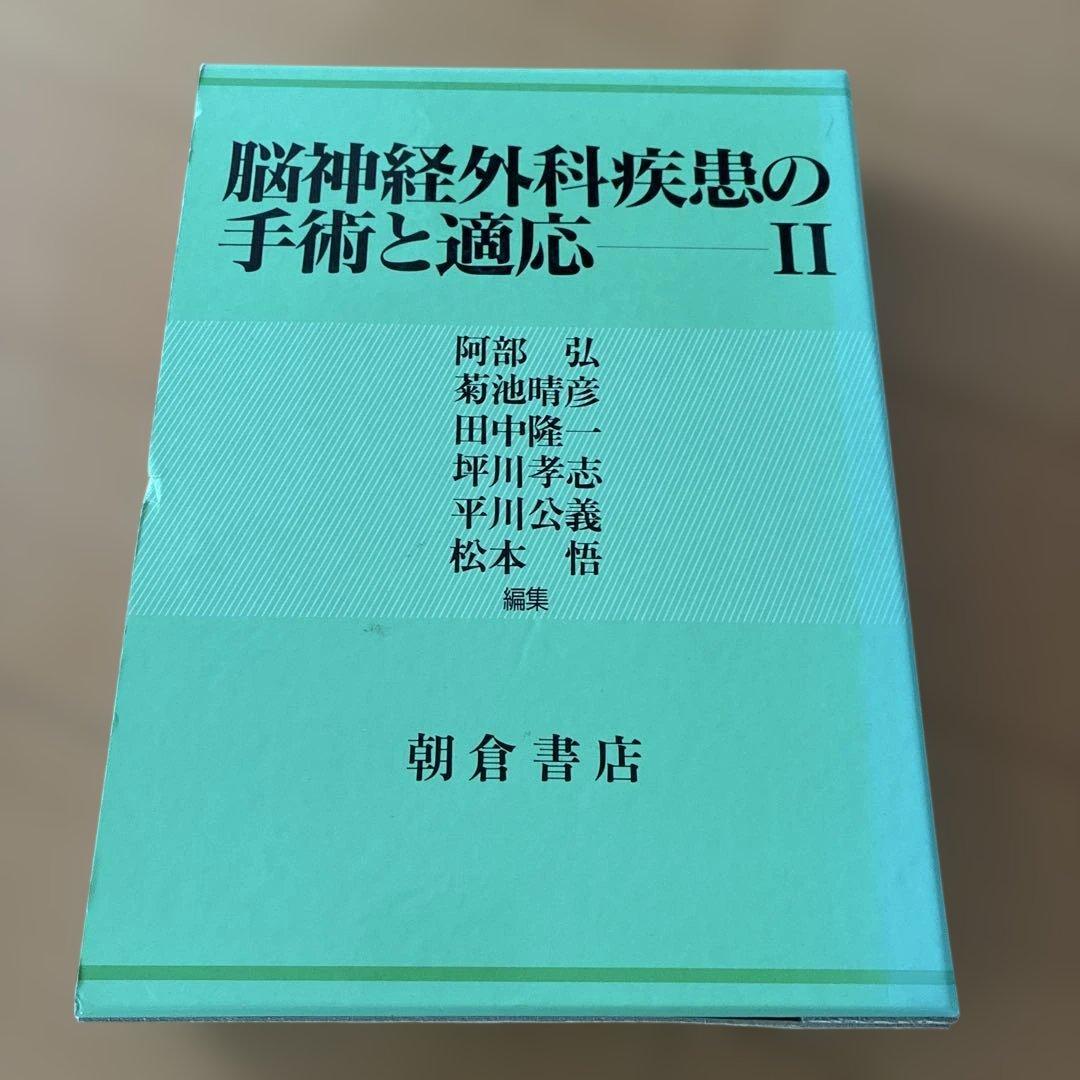 脳神経外科疾患の
手術と適応——II
阿部　弘
菊池晴彦
田中隆一
坪川孝志
平川公義
松本　悟
編集
朝倉書店